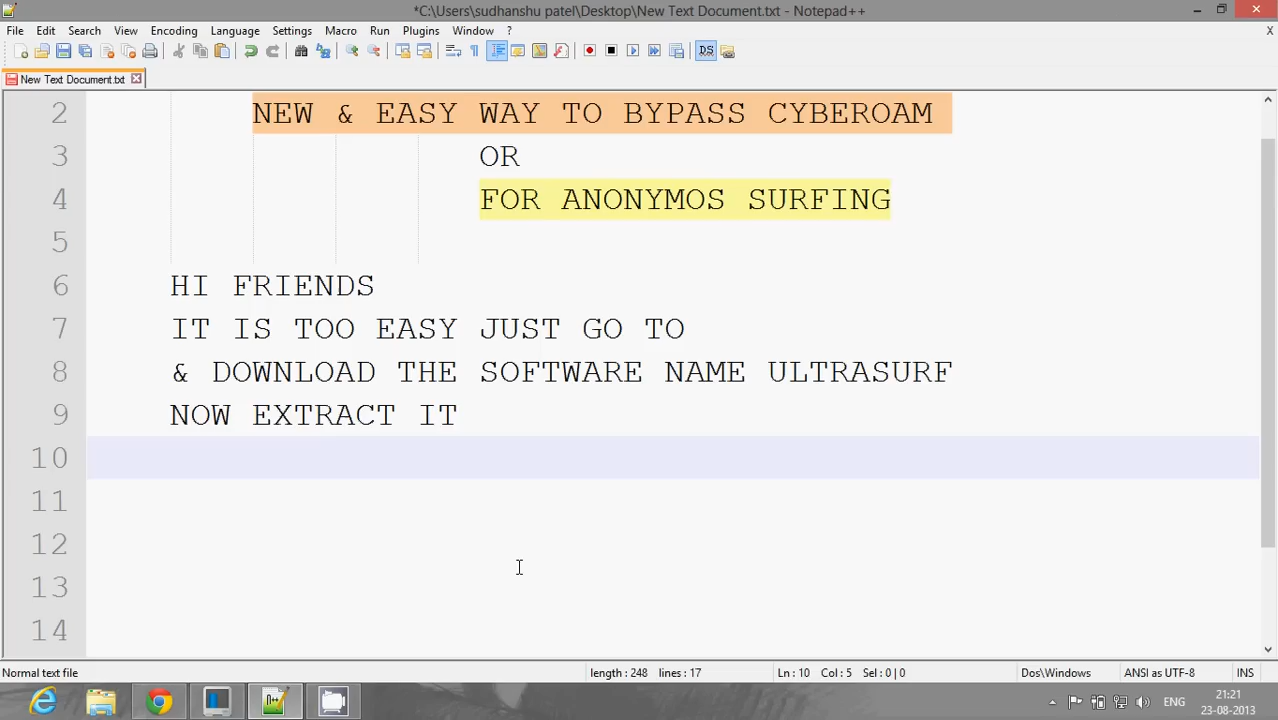 *C:\Users\sudhanshu patel\Desktop\New Text Document.txt - Notepad++
File Edit Search View Encoding Language Settings Macro Run Plugins Window ? X
New Text Document.txt
2 NEW & EASY WAY TO BYPASS CYBEROAM
3 OR
4 FOR ANONYMOS SURFING
5
6 HI FRIENDS
7 IT IS TOO EASY JUST GO TO
8 & DOWNLOAD THE SOFTWARE NAME ULTRASURF
9 NOW EXTRACT IT
10
11
12
13
14
Normal text file length : 248 lines : 17 Ln : 10 Col : 5 Sel : 0 | 0 Dos\Windows ANSI as UTF-8 INS
ENG 21:21
23-08-2013